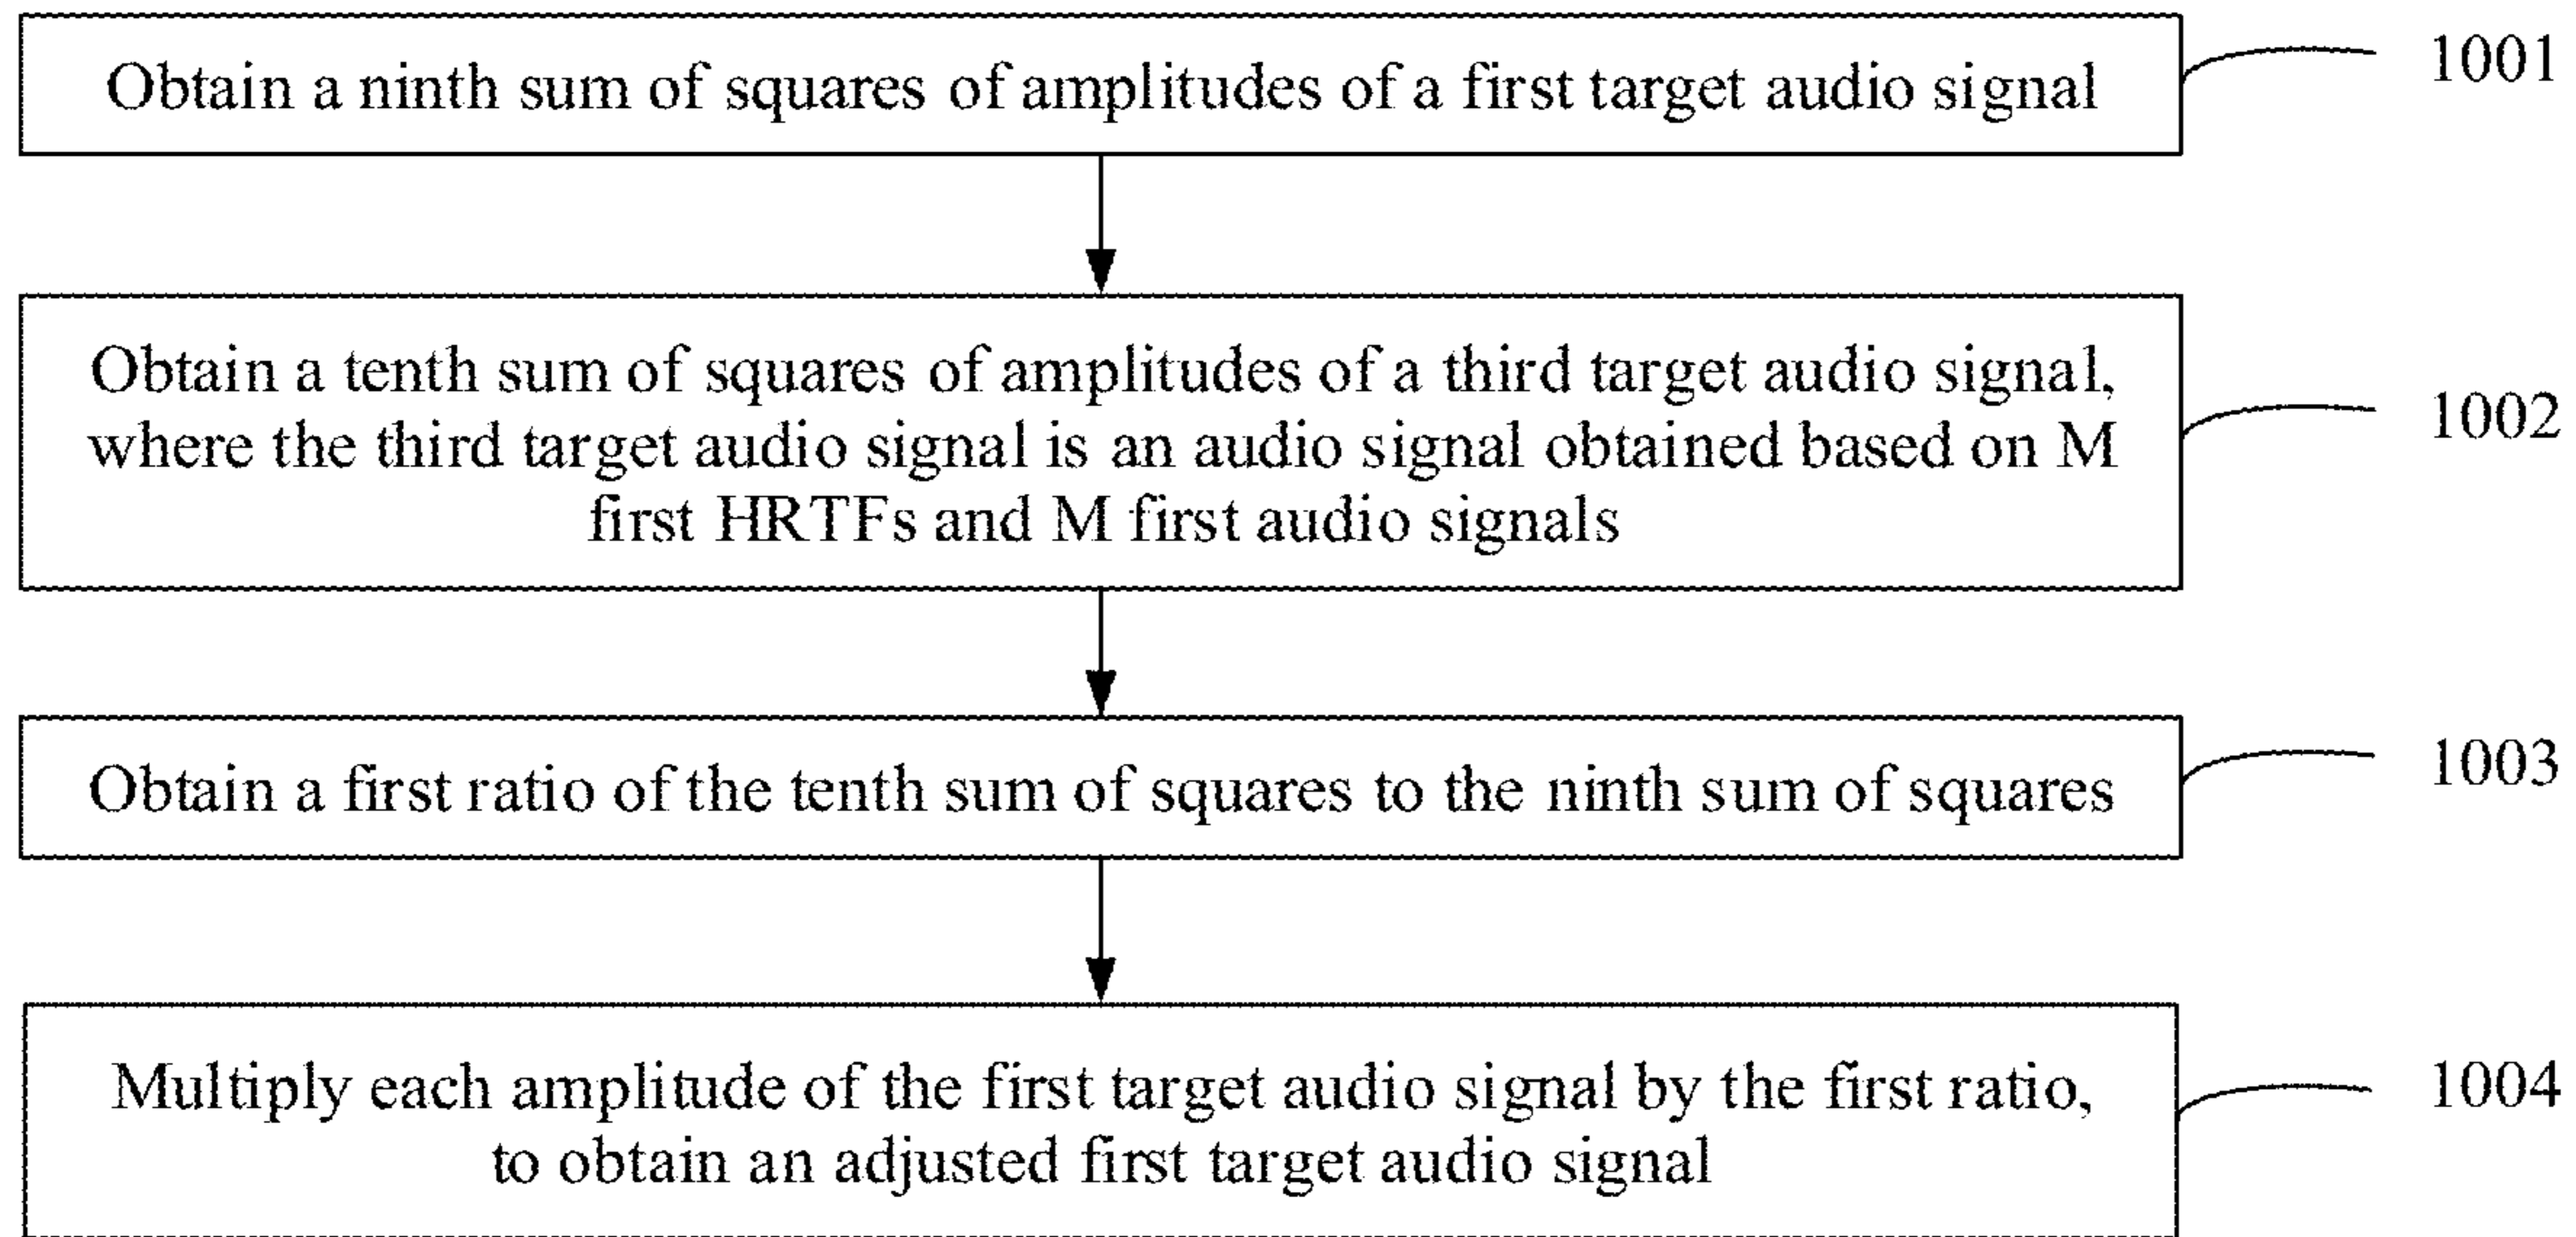 Obtain a ninth sum of squares of amplitudes of a first target audio signal
1001
Obtain a tenth sum of squares of amplitudes of a third target audio signal,
where the third target audio signal is an audio signal obtained based on M
first HRTFs and M first audio signals
1002
Obtain a first ratio of the tenth sum of squares to the ninth sum of squares
1003
Multiply each amplitude of the first target audio signal by the first ratio,
to obtain an adjusted first target audio signal
1004